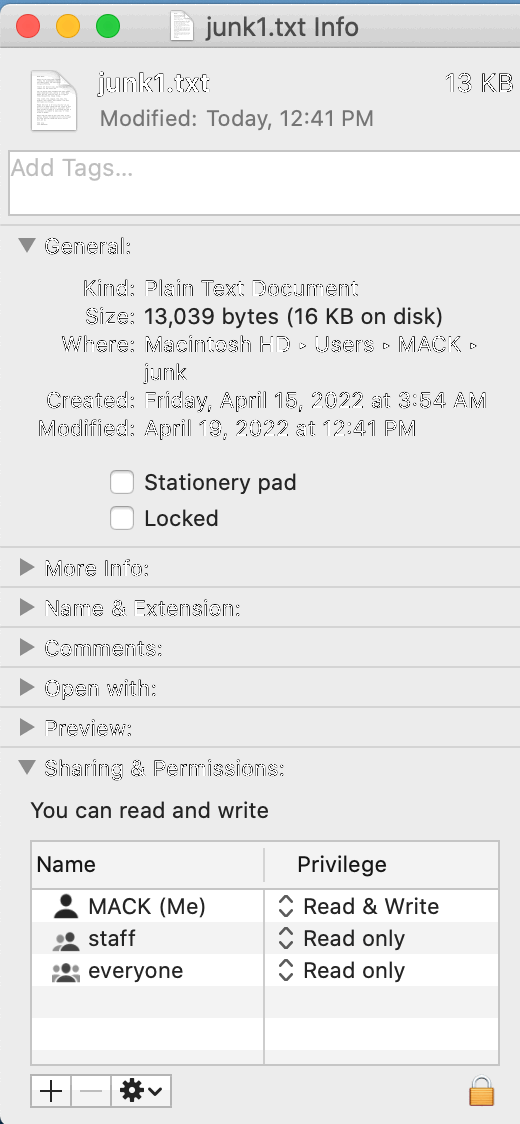 junk1.txt Info
junk1.txt 13 KB
Modified: Today, 12:41 PM
Add Tags...
General:
Kind: Plain Text Document
Size: 13,039 bytes (16 KB on disk)
Where: Macintosh HD ▸ Users ▸ MACK ▸
junk
Created: Friday, April 15, 2022 at 3:54 AM
Modified: April 19, 2022 at 12:41 PM
Stationery pad
Locked
More Info:
Name & Extension:
Comments:
Open with:
Preview:
Sharing & Permissions:
You can read and write
Name Privilege
MACK (Me) Read & Write
staff Read only
everyone Read only